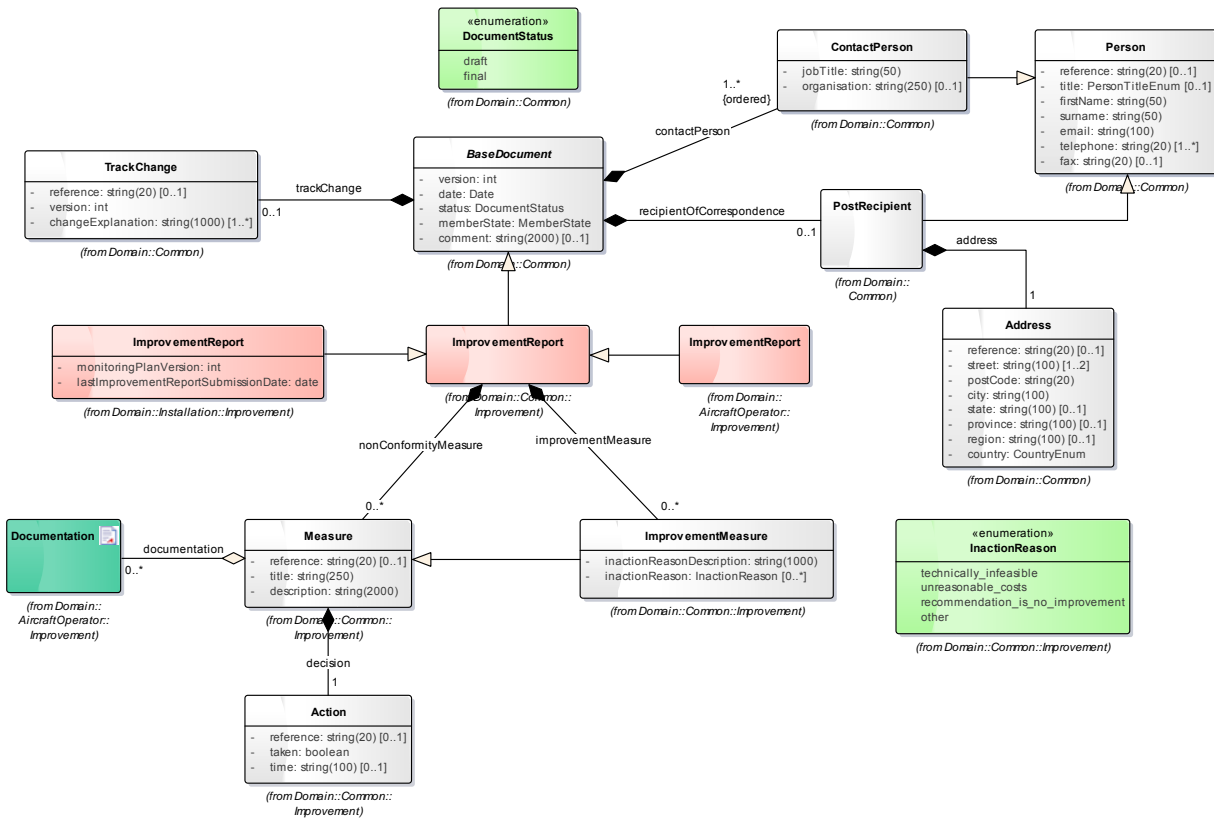 «enumeration»
DocumentStatus
draft
final
(from Domain::Common)
ContactPerson
- jobTitle: string(50)
- organisation: string(250) [0..1]
(from Domain::Common)
Person
- reference: string(20) [0..1]
- title: PersonTitleEnum [0..1]
- firstName: string(50)
- surname: string(50)
- email: string(100)
- telephone: string(20) [1..*]
- fax: string(20) [0..1]
(from Domain::Common)
1..*
{ordered}
contactPerson
TrackChange
- reference: string(20) [0..1]
- version: int
- changeExplanation: string(1000) [1..*]
(from Domain::Common)
trackChange
0..1
BaseDocument
- version: int
- date: Date
- status: DocumentStatus
- memberState: MemberState
- comment: string(2000) [0..1]
(from Domain::Common)
recipientOfCorrespondence
0..1
PostRecipient
(from Domain::
Common)
address
1
Address
- reference: string(20) [0..1]
- street: string(100) [1..2]
- postCode: string(20)
- city: string(100)
- state: string(100) [0..1]
- province: string(100) [0..1]
- region: string(100) [0..1]
- country: CountryEnum
(from Domain::Common)
ImprovementReport
- monitoringPlanVersion: int
- lastImprovementReportSubmissionDate: date
(from Domain::Installation::Improvement)
ImprovementReport
(from Domain::Common::
Improvement)
ImprovementReport
(from Domain::
AircraftOperator::
Improvement)
nonConformityMeasure
0..*
improvementMeasure
0..*
Documentation
(from Domain::
AircraftOperator::
Improvement)
documentation
0..*
Measure
- reference: string(20) [0..1]
- title: string(250)
- description: string(2000)
(from Domain::Common::
Improvement)
ImprovementMeasure
- inactionReasonDescription: string(1000)
- inactionReason: InactionReason [0..*]
(from Domain::Common::Improvement)
«enumeration»
InactionReason
technically_infeasible
unreasonable_costs
recommendation_is_no_improvement
other
(from Domain::Common::Improvement)
decision
1
Action
- reference: string(20) [0..1]
- taken: boolean
- time: string(100) [0..1]
(from Domain::Common::
Improvement)